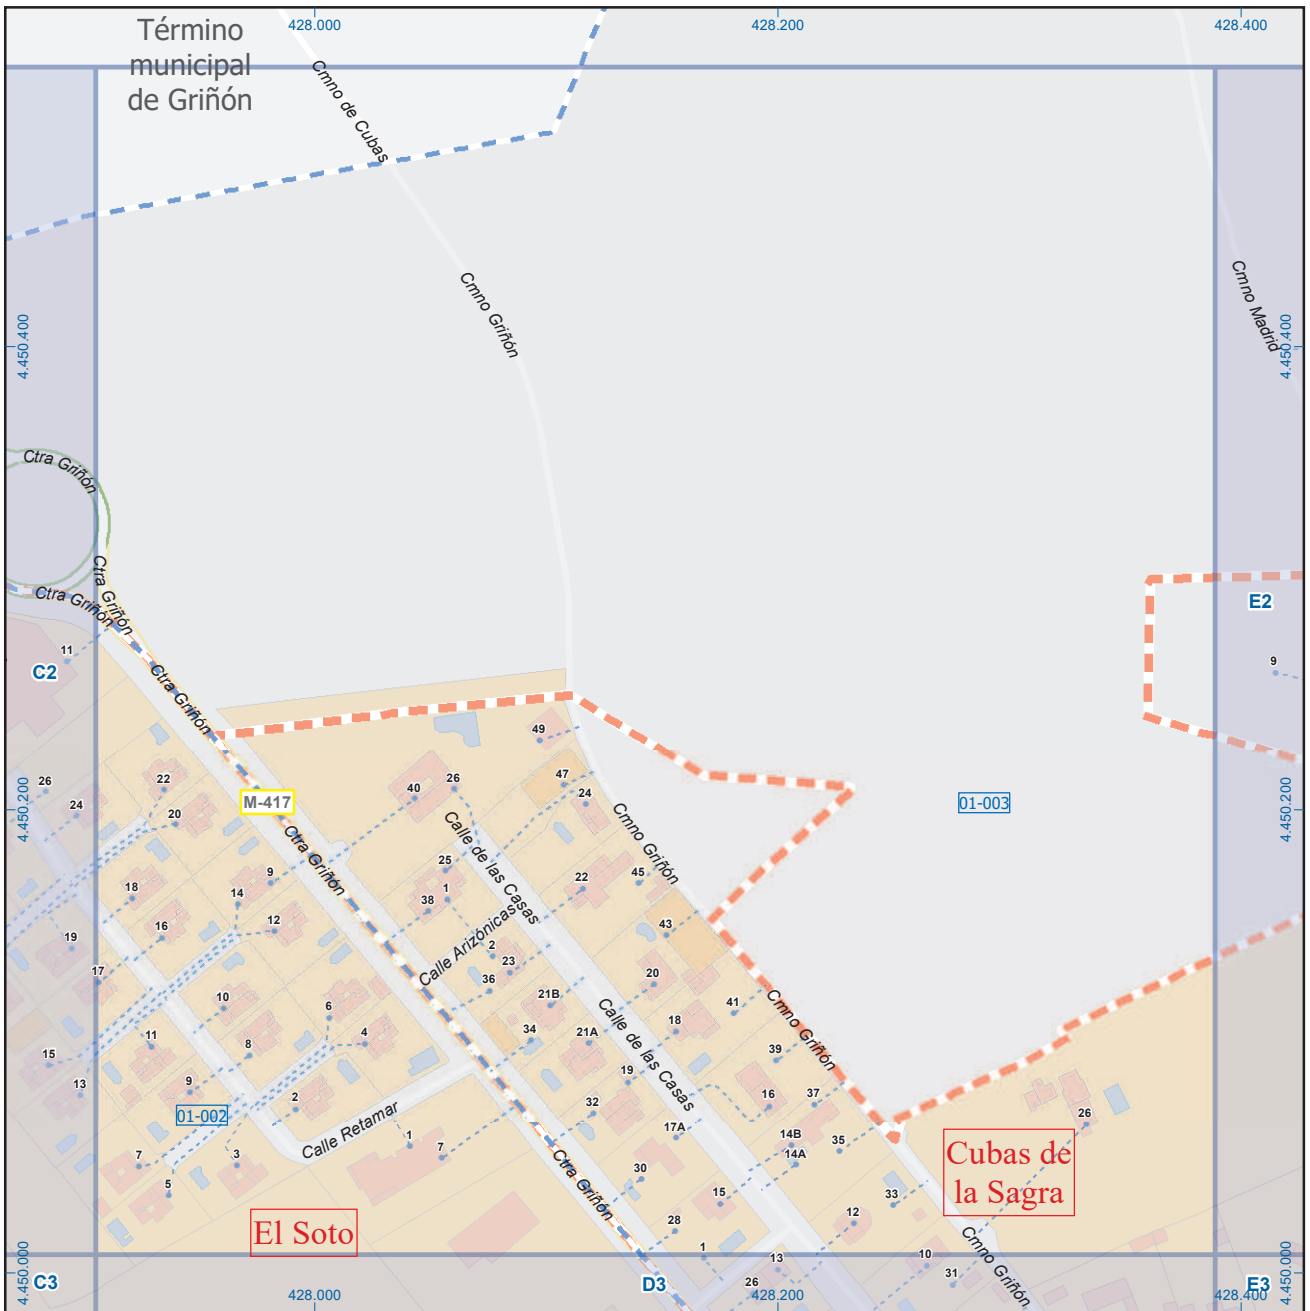 428.000
428.200
428.400
Término
municipal
de Griñón
Cmno de Cubas
Cmno Griñón
Cmno Madrid
4.450.400
4.450.400
Ctra Griñón
Ctra Griñón
Ctra Griñón
Ctra Griñón
E2
C2
11
9
49
26
24
22
20
M-417
40
26
47
24
4.450.200
4.450.200
01-003
Ctra Griñón
Calle de las Casas
Cmno Griñón
9
25
1
38
22
45
18
14
12
16
43
Calle Arizónicas
2
23
36
19
17
10
6
4
21B
20
41
34
21A
18
Calle de las Casas
Cmno Griñón
11
8
15
13
9
2
19
39
16
37
01-002
32
17A
14B
14A
35
26
Calle Retamar
1
7
7
3
5
Ctra Griñón
30
15
33
12
Cubas de
la Sagra
El Soto
28
1
13
26
10
31
Cmno Griñón
C3
D3
E3
4.450.000
4.450.000
428.000
428.200
428.400